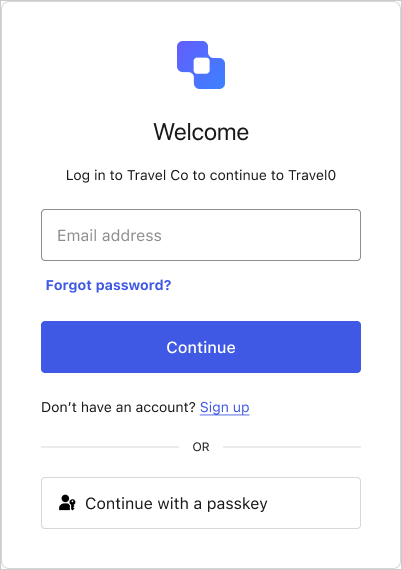 Welcome
Log in to Travel Co to continue to Travel0
Email address
Forgot password?
Continue
Don’t have an account? Sign up
OR
Continue with a passkey